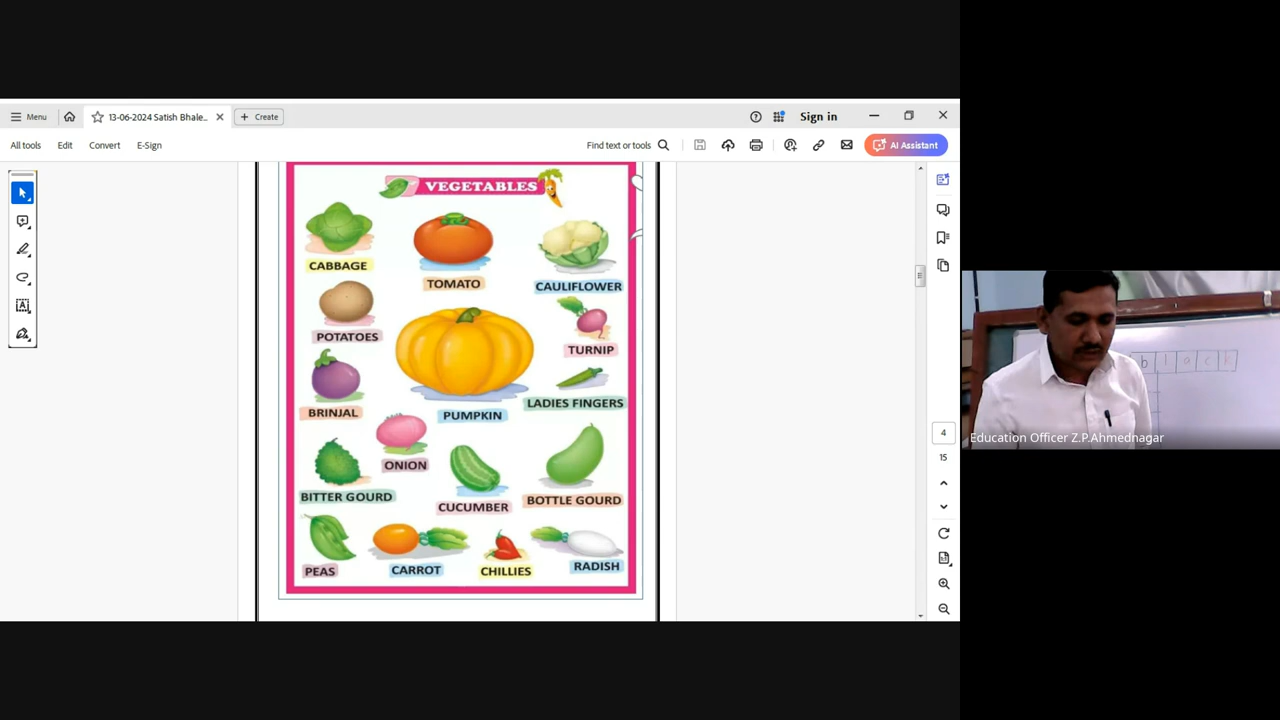 Menu
13-06-2024 Satish Bhale..
Create
Sign in
All tools
Edit
Convert
E-Sign
Find text or tools
AI Assistant
VEGETABLES
CABBAGE
TOMATO
CAULIFLOWER
POTATOES
TURNIP
BRINJAL
PUMPKIN
LADIES FINGERS
ONION
BITTER GOURD
CUCUMBER
BOTTLE GOURD
PEAS
CARROT
CHILLIES
RADISH
4
15
b l a c k
Education Officer Z.P.Ahmednagar